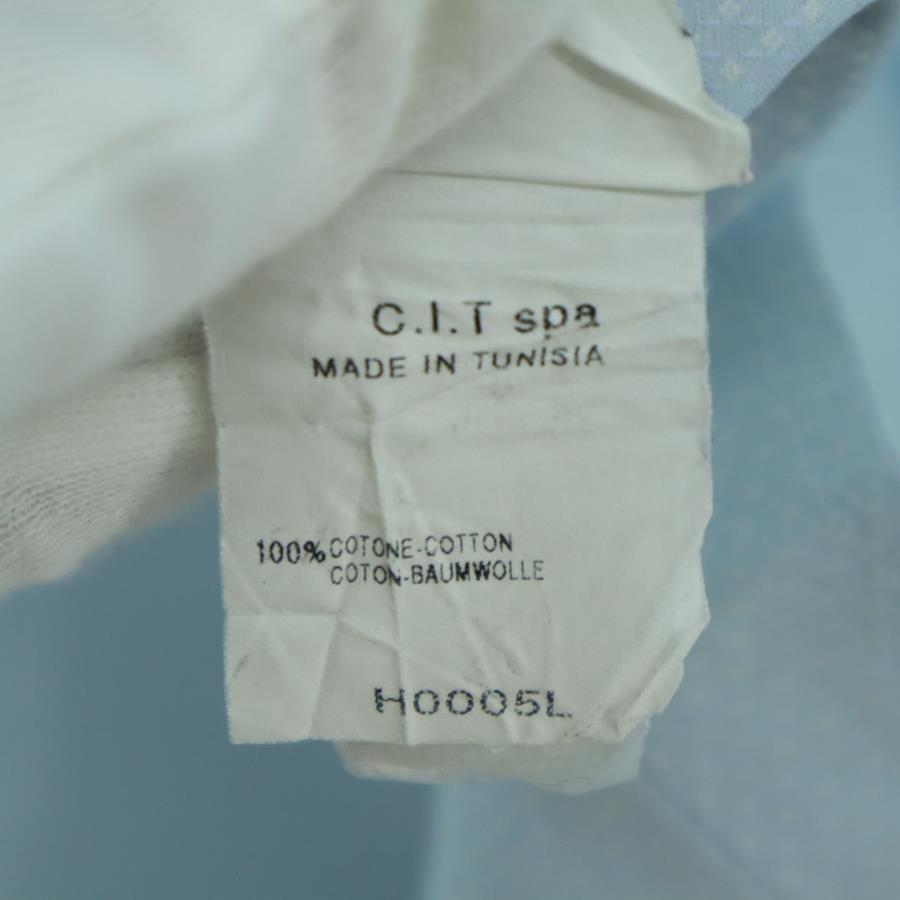 C.I.T spa
MADE IN TUNISIA
100% COTONE-COTTON
COTON-BAUMWOLLE
H0005L